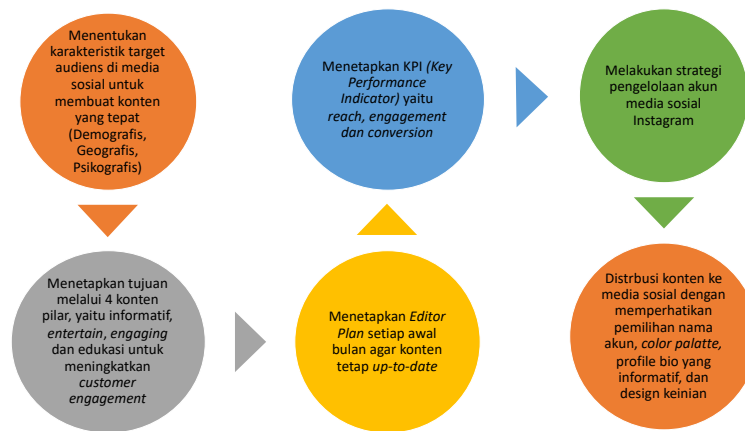 Menentukan
karakteristik target
audiens di media
sosial untuk
membuat konten
yang tepat
(Demografis,
Geografis,
Psikografis)
Menetapkan tujuan
melalui 4 konten
pilar, yaitu informatif,
entertain, engaging
dan edukasi untuk
meningkatkan
customer
engagement
Menetapkan Editor
Plan setiap awal
bulan agar konten
tetap up-to-date
Menetapkan KPI (Key
Performance
Indicator) yaitu
reach, engagement
dan conversion
Melakukan strategi
pengelolaan akun
media sosial
Instagram
Distrbusi konten ke
media sosial dengan
memperhatikan
pemilihan nama
akun, color palatte,
profile bio yang
informatif, dan
design keinian